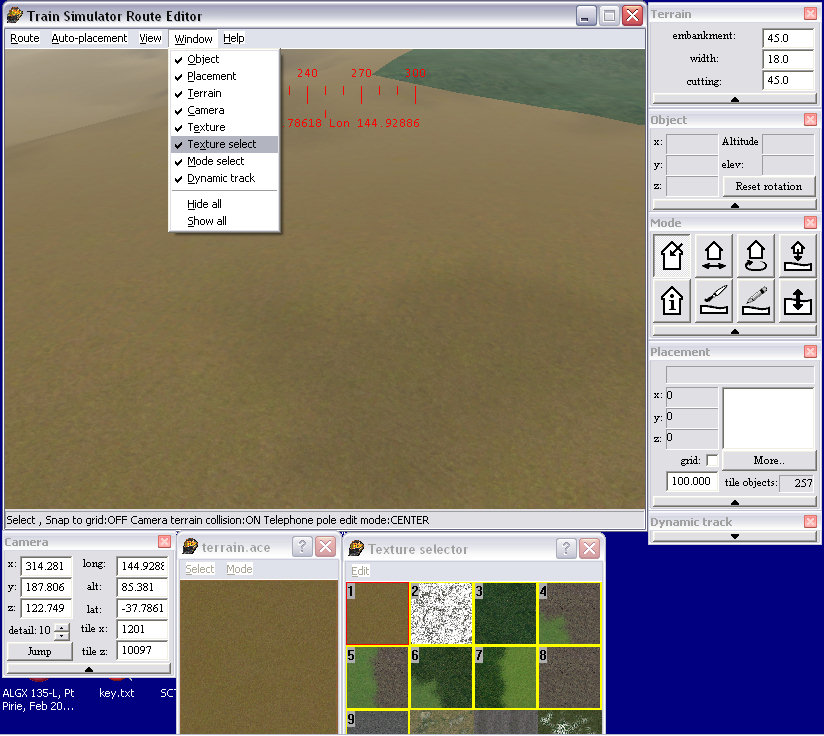 Train Simulator Route Editor
Route Auto-placement View Window Help
Object
Placement
Terrain
Camera
Texture
Texture select
Mode select
Dynamic track
Hide all
Show all
240 270 300
.78618 Lon 144.92886
Select , Snap to grid:OFF Camera terrain collision:ON Telephone pole edit mode:CENTER
Terrain
embankment: 45.0
width: 18.0
cutting: 45.0
Object
x: Altitude
y: elev:
z: Reset rotation
Mode
Placement
x: 0
y: 0
z: 0
grid: More..
100.000 tile objects: 257
Dynamic track
Camera
x: 314.281 long: 144.928
y: 187.806 alt: 85.381
z: 122.749 lat: -37.7861
detail: 10 tile x: 1201
Jump tile z: 10097
terrain.ace
Select Mode
Texture selector
Edit
1 2 3 4
5 6 7 8
9
ALGX 135-L, Pt
Pirie, Feb 20...
key.txt
SCT